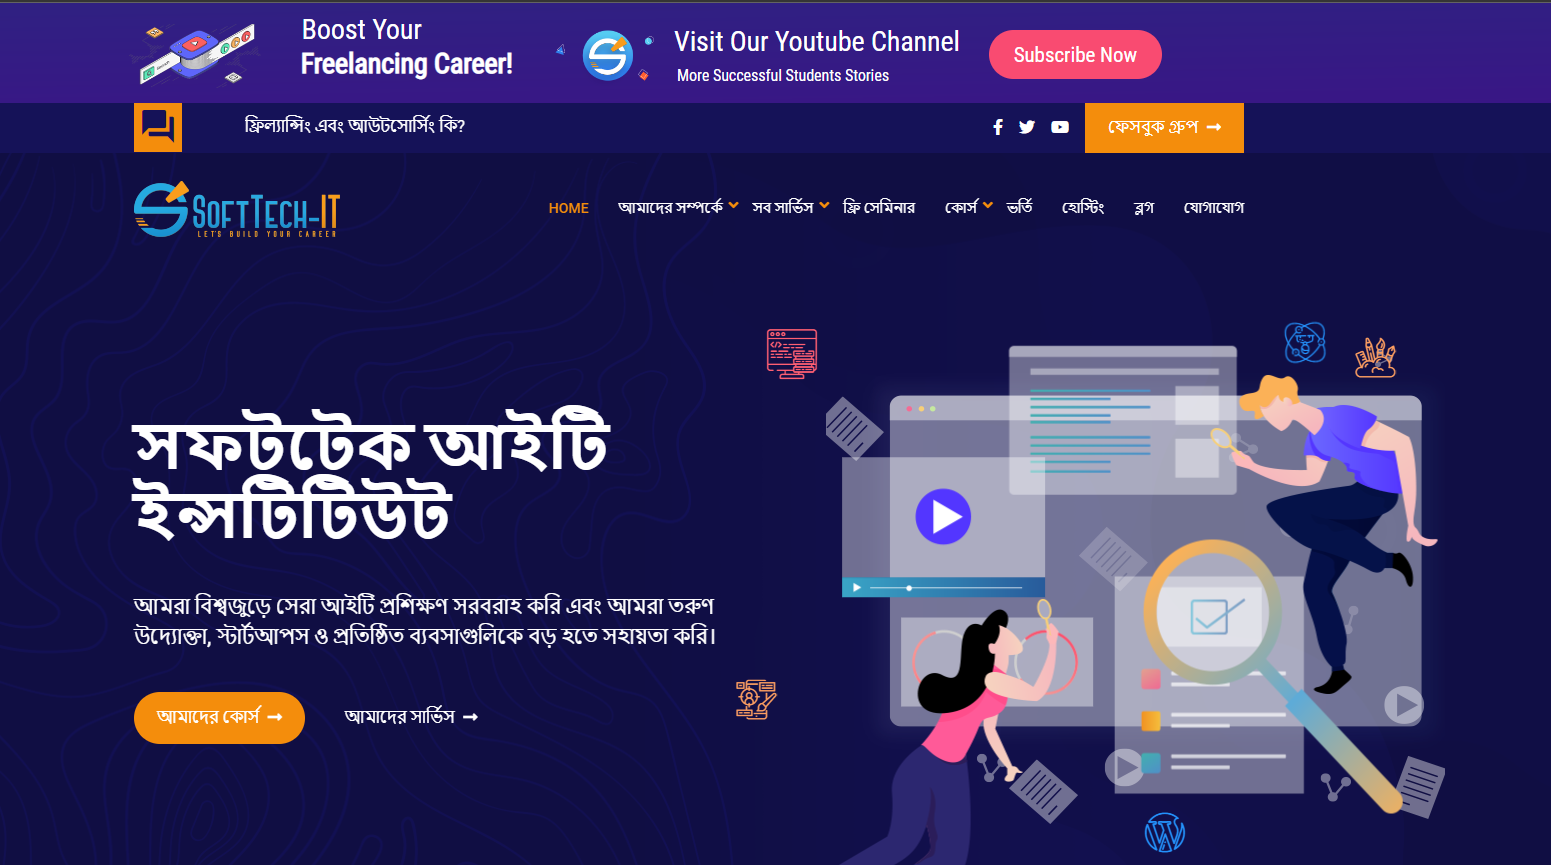 Boost Your
Freelancing Career!
Visit Our Youtube Channel
More Successful Students Stories
Subscribe Now
ফ্রিল্যান্সিং এবং আউটসোর্সিং কি?
ফেসবুক গ্রুপ
SOFTTECH-IT
LET'S BUILD YOUR CAREER
HOME
আমাদের সম্পর্কে
সব সার্ভিস
ফ্রি সেমিনার
কোর্স
ভর্তি
হোস্টিং
ব্লগ
যোগাযোগ
সফটটেক আইটি
ইন্সটিটিউট
আমরা বিশ্বজুড়ে সেরা আইটি প্রশিক্ষণ সরবরাহ করি এবং আমরা তরুণ
উদ্যোক্তা, স্টার্টআপস ও প্রতিষ্ঠিত ব্যবসাগুলিকে বড় হতে সহায়তা করি।
আমাদের কোর্স
আমাদের সার্ভিস